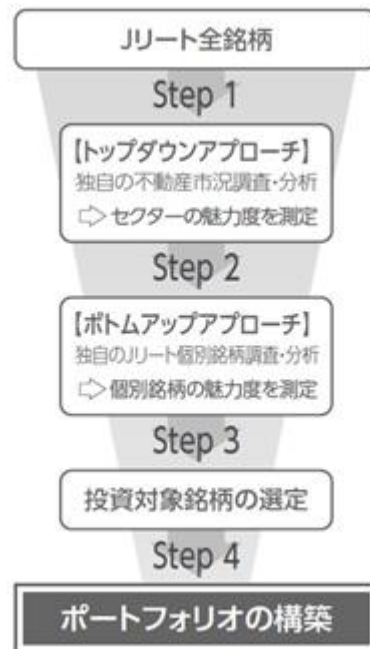 Jリート全銘柄
Step 1
【トップダウンアプローチ】
独自の不動産市況調査・分析
⇨ セクターの魅力度を測定
Step 2
【ボトムアップアプローチ】
独自のJリート個別銘柄調査・分析
⇨ 個別銘柄の魅力度を測定
Step 3
投資対象銘柄の選定
Step 4
ポートフォリオの構築